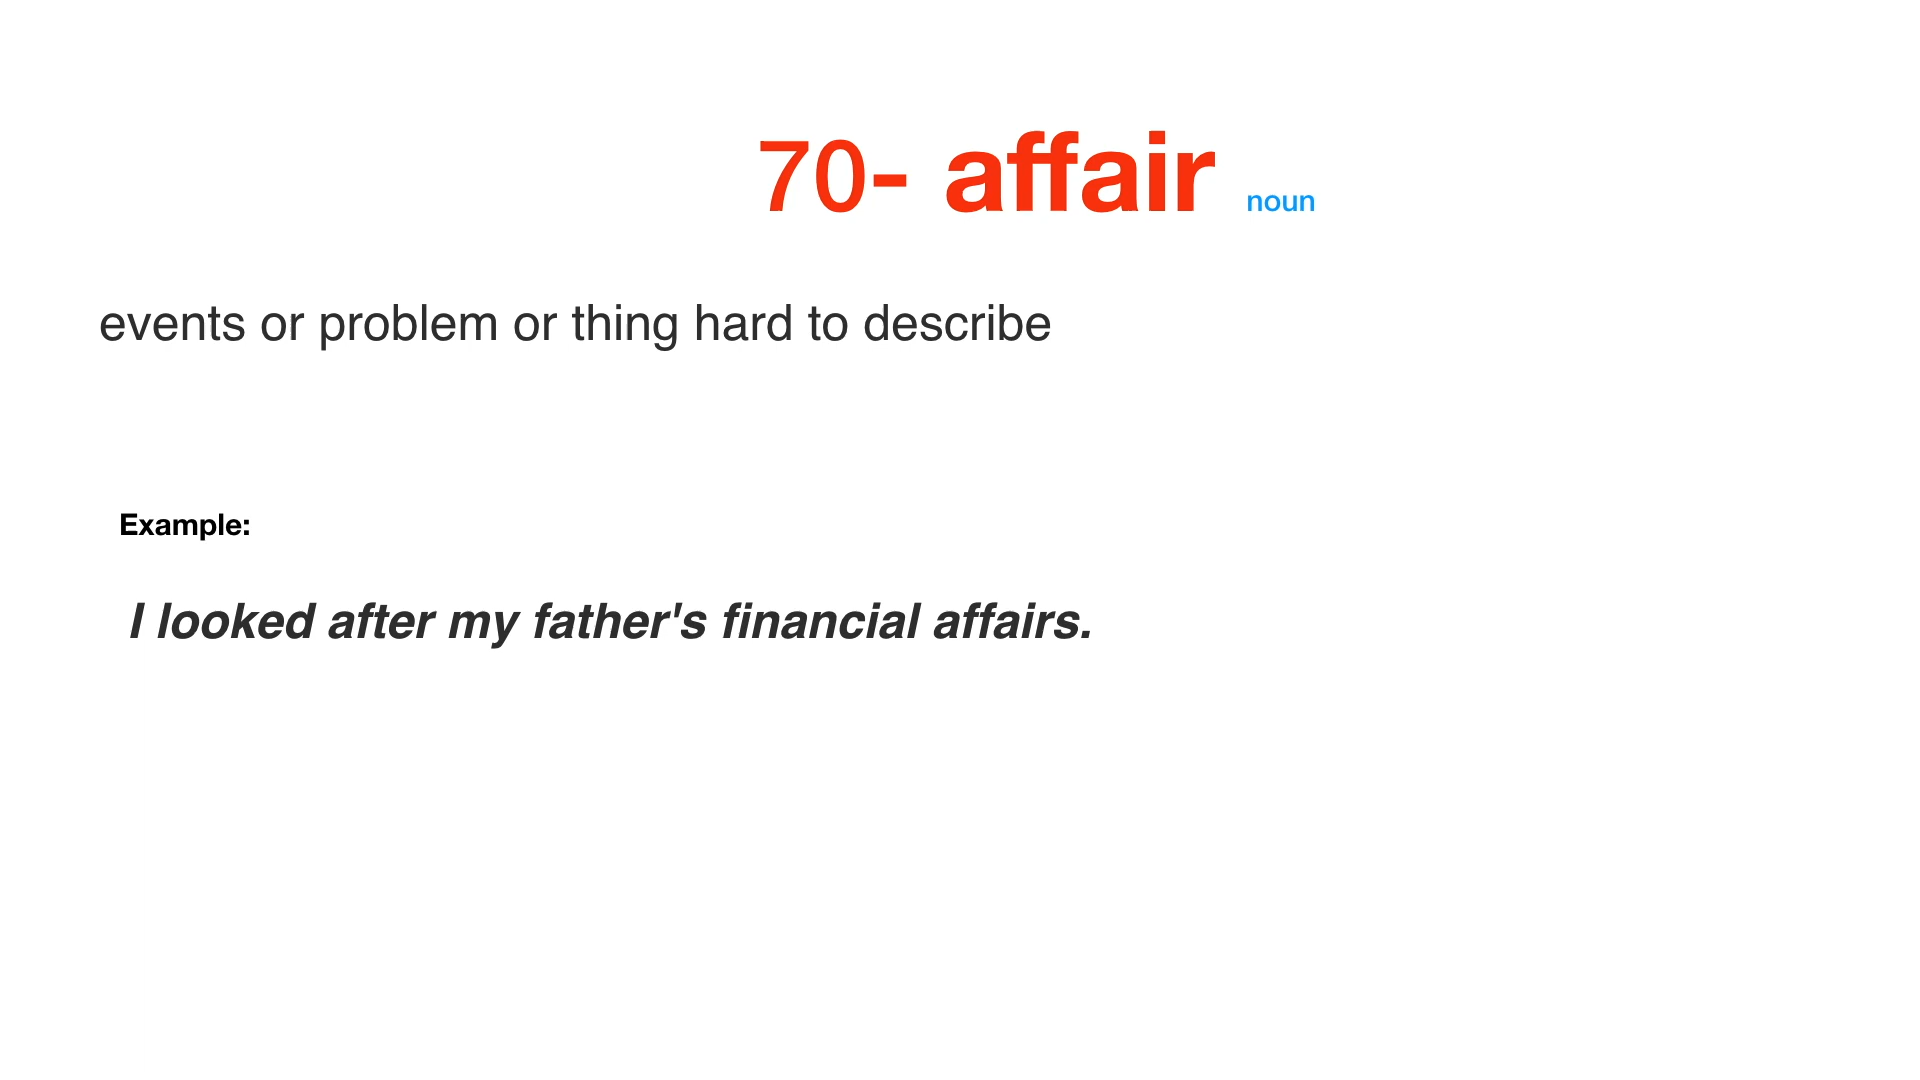 70- affair noun
events or problem or thing hard to describe
Example:
I looked after my father's financial affairs.